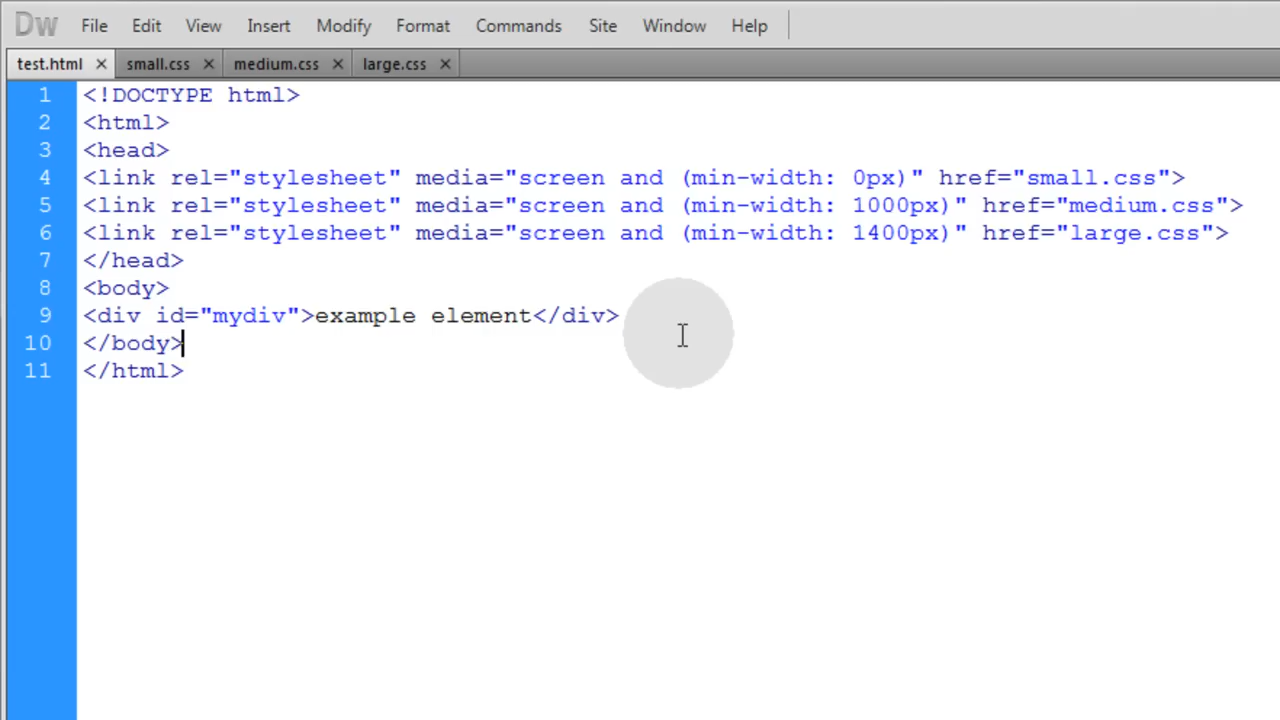 Dw File Edit View Insert Modify Format Commands Site Window Help
test.html × small.css × medium.css × large.css ×
1 <!DOCTYPE html>
2 <html>
3 <head>
4 <link rel="stylesheet" media="screen and (min-width: 0px)" href="small.css">
5 <link rel="stylesheet" media="screen and (min-width: 1000px)" href="medium.css">
6 <link rel="stylesheet" media="screen and (min-width: 1400px)" href="large.css">
7 </head>
8 <body>
9 <div id="mydiv">example element</div>
10 </body>
11 </html>